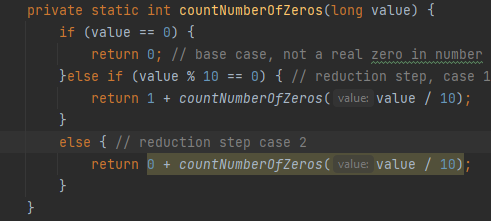 private static int countNumberOfZeros(long value) {
    if (value == 0) {
        return 0; // base case, not a real zero in number
    }else if (value % 10 == 0) { // reduction step, case 1
        return 1 + countNumberOfZeros( value: value / 10);
    }
    else { // reduction step case 2
        return 0 + countNumberOfZeros( value: value / 10);
    }
}